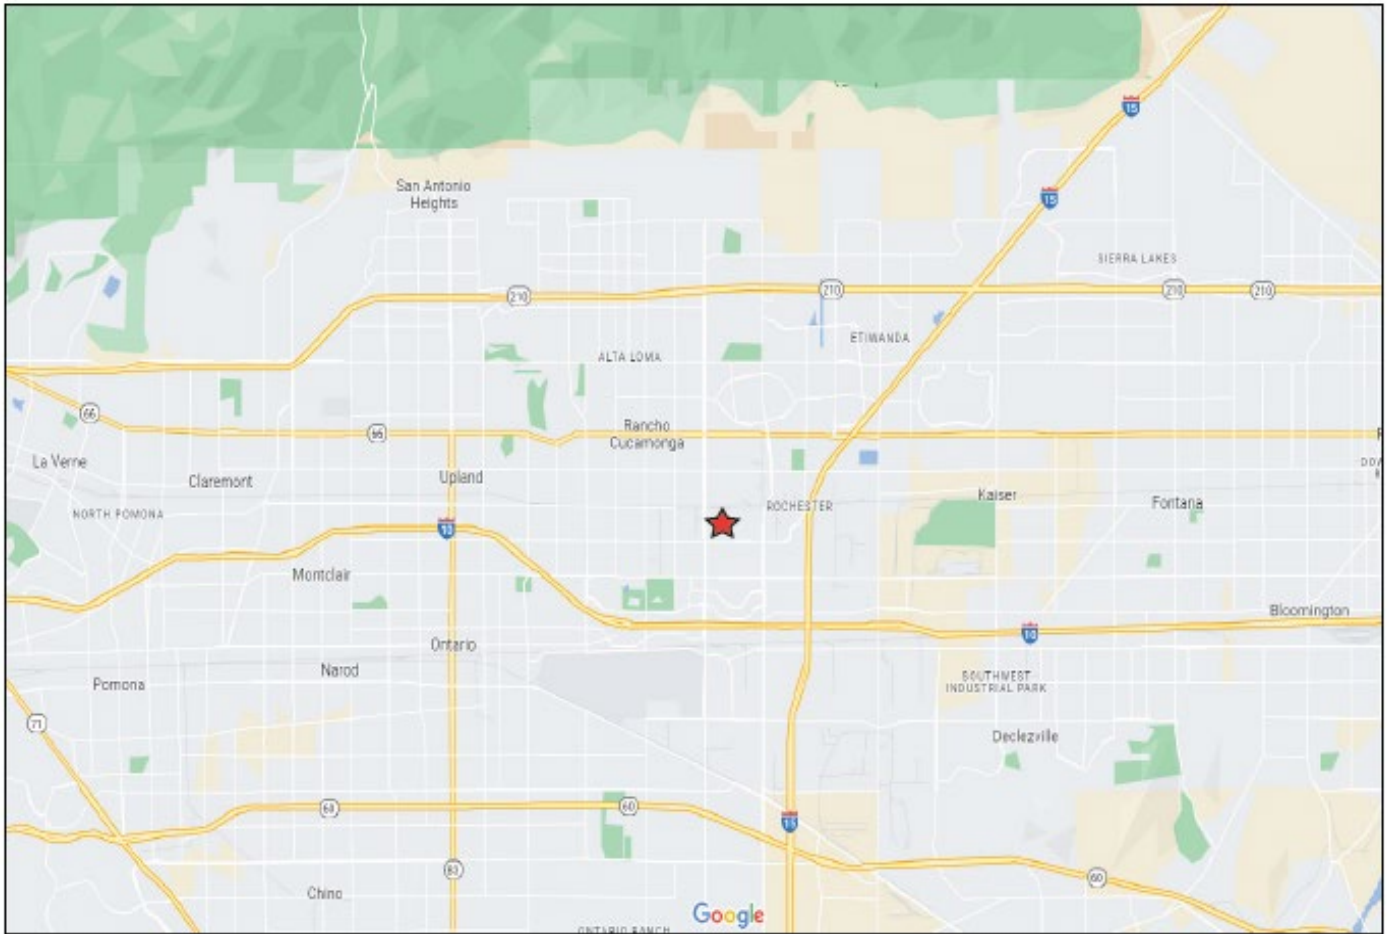 15
15
San Antonio
Heights
SIERRA LAKES
210
210
210
210
ETIWANDA
ALTA LOMA
66
66
Rancho
Cucamonga
La Verne
Claremont
Upland
Kaiser
Fontana
NORTH POMONA
ROCHESTER
10
Montclair
Bloomington
10
Ontario
Narod
Pomona
SOUTHWEST
INDUSTRIAL PARK
71
Declezville
60
60
15
83
60
Chino
Google
ONTARIO RANCH